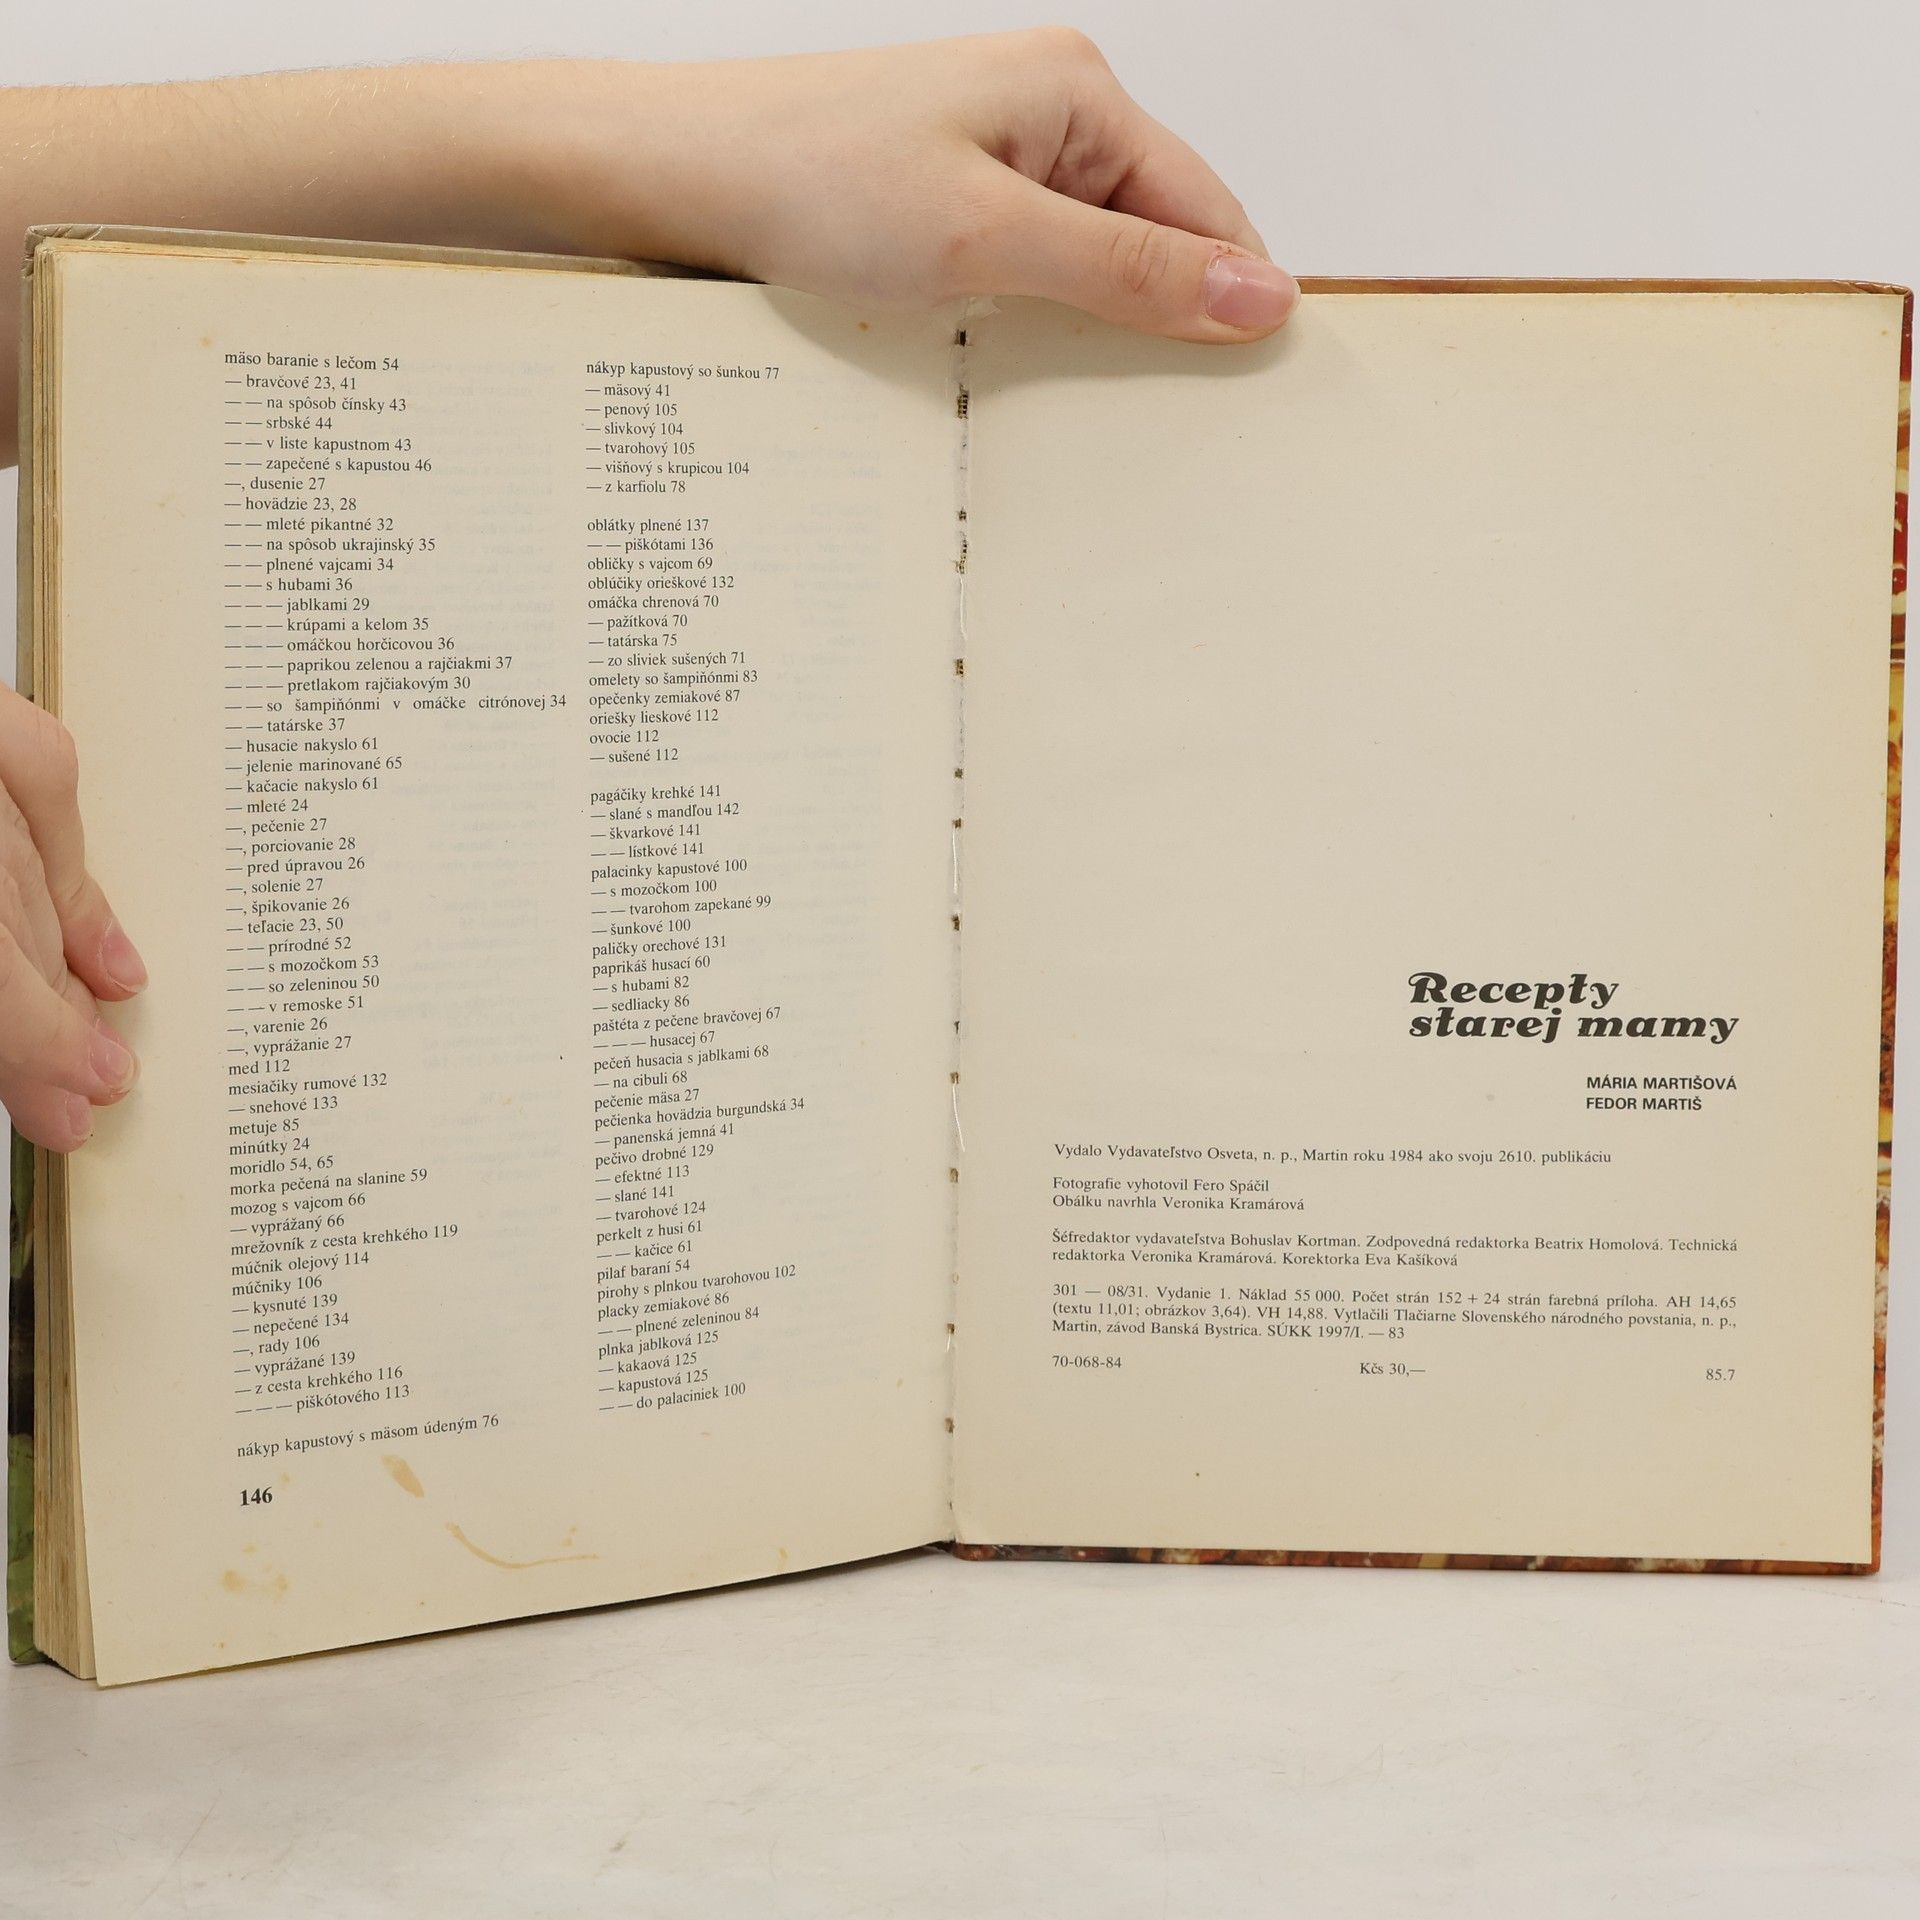 mäso baranie s lečom 54
— bravčové 23, 41
— — na spôsob čínsky 43
— — srbské 44
— — v liste kapustnom 43
— — zapečené s kapustou 46
—, dusenie 27
— hovädzie 23, 28
— — mleté pikantné 32
— — na spôsob ukrajinský 35
— — plnené vajcami 34
— — s hubami 36
— — — jablkami 29
— — — krúpami a kelom 35
— — — omáčkou horčicovou 36
— — — paprikou zelenou a rajčiakmi 37
— — — pretlakom rajčiakovým 30
— — so šampiňónmi v omáčke citrónovej 34
— — tatárske 37
— husacie nakyslo 61
— jelenie marinované 65
— kačacie nakyslo 61
— mleté 24
—, pečenie 27
—, porciovanie 28
— pred úpravou 26
—, solenie 27
—, špikovanie 26
— teľacie 23, 50
— — prírodné 52
— — s mozočkom 53
— — so zeleninou 50
— — v remoske 51
—, varenie 26
—, vyprážanie 27
med 112
mesiačiky rumové 132
— snehové 133
metuje 85
minútky 24
moridlo 54, 65
morka pečená na slanine 59
mozog s vajcom 66
— vyprážaný 66
mrežovník z cesta krehkého 119
múčnik olejový 114
múčniky 106
— kysnuté 139
— nepečené 134
—, rady 106
— vyprážané 139
— z cesta krehkého 116
— — — piškótového 113
nákyp kapustový s mäsom údeným 76
146
nákyp kapustový so šunkou 77
— mäsový 41
— penový 105
— slivkový 104
— tvarohový 105
— višňový s krupicou 104
— z karfiolu 78
oblátky plnené 137
— — piškótami 136
obličky s vajcom 69
oblúčiky orieškové 132
omáčka chrenová 70
— pažítková 70
— tatárska 75
— zo sliviek sušených 71
omelety so šampiňónmi 83
opečenky zemiakové 87
oriešky lieskové 112
ovocie 112
— sušené 112
pagáčiky krehké 141
— slané s mandľou 142
— škvarkové 141
— — lístkové 141
palacinky kapustové 100
— s mozočkom 100
— — tvarohom zapekané 99
— šunkové 100
paličky orechové 131
paprikáš husací 60
— s hubami 82
— sedliacky 86
paštéta z pečene bravčovej 67
— — — husacej 67
pečeň husacia s jablkami 68
— na cibuli 68
pečenie mäsa 27
pečienka hovädzia burgundská 34
— panenská jemná 41
pečivo drobné 129
— efektné 113
— slané 141
— tvarohové 124
perkelt z husi 61
— — kačice 61
pilaf baraní 54
pirohy s plnkou tvarohovou 102
placky zemiakové 86
— — plnené zeleninou 84
plnka jablková 125
— kakaová 125
— kapustová 125
— — do palaciniek 100
Recepty
starej mamy
MÁRIA MARTIŠOVÁ
FEDOR MARTIŠ
Vydalo Vydavateľstvo Osveta, n. p., Martin roku 1984 ako svoju 2610. publikáciu
Fotografie vyhotovil Fero Spáčil
Obálku navrhla Veronika Kramárová
Šéfredaktor vydavateľstva Bohuslav Kortman. Zodpovedná redaktorka Beatrix Homolová. Technická
redaktorka Veronika Kramárová. Korektorka Eva Kašíková
301 — 08/31. Vydanie 1. Náklad 55 000. Počet strán 152 + 24 strán farebná príloha. AH 14,65
(textu 11,01; obrázkov 3,64). VH 14,88. Vytlačili Tlačiarne Slovenského národného povstania, n. p.,
Martin, závod Banská Bystrica. SÚKK 1997/I. — 83
70-068-84 Kčs 30,— 85.7